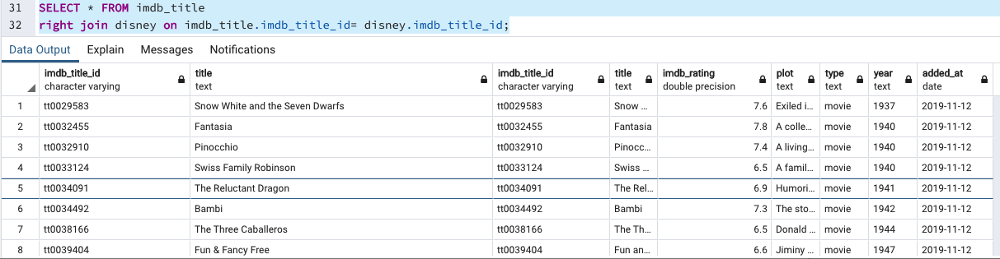 31 SELECT * FROM imdb_title
32 right join disney on imdb_title.imdb_title_id= disney.imdb_title_id;
Data Output Explain Messages Notifications
imdb_title_id title imdb_title_id title imdb_rating plot type year added_at
character varying text character varying text double precision text text text date
1 tt0029583 Snow White and the Seven Dwarfs tt0029583 Snow ... 7.6 Exiled i... movie 1937 2019-11-12
2 tt0032455 Fantasia tt0032455 Fantasia 7.8 A colle... movie 1940 2019-11-12
3 tt0032910 Pinocchio tt0032910 Pinocc... 7.4 A living... movie 1940 2019-11-12
4 tt0033124 Swiss Family Robinson tt0033124 Swiss ... 6.5 A famil... movie 1940 2019-11-12
5 tt0034091 The Reluctant Dragon tt0034091 The Rel... 6.9 Humori... movie 1941 2019-11-12
6 tt0034492 Bambi tt0034492 Bambi 7.3 The sto... movie 1942 2019-11-12
7 tt0038166 The Three Caballeros tt0038166 The Th... 6.5 Donald ... movie 1944 2019-11-12
8 tt0039404 Fun & Fancy Free tt0039404 Fun an... 6.6 Jiminy ... movie 1947 2019-11-12